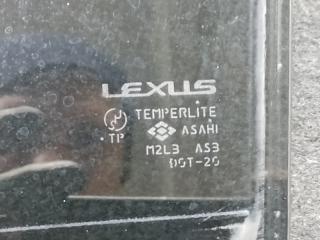 LEXUS
TEMPERLITE
TP ASAHI
M2L3 AS3
DOT-20